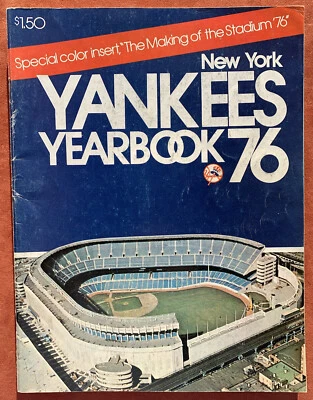 $1.50
Special color insert, "The Making of the Stadium '76"
New York
YANKEES
YEARBOOK 76